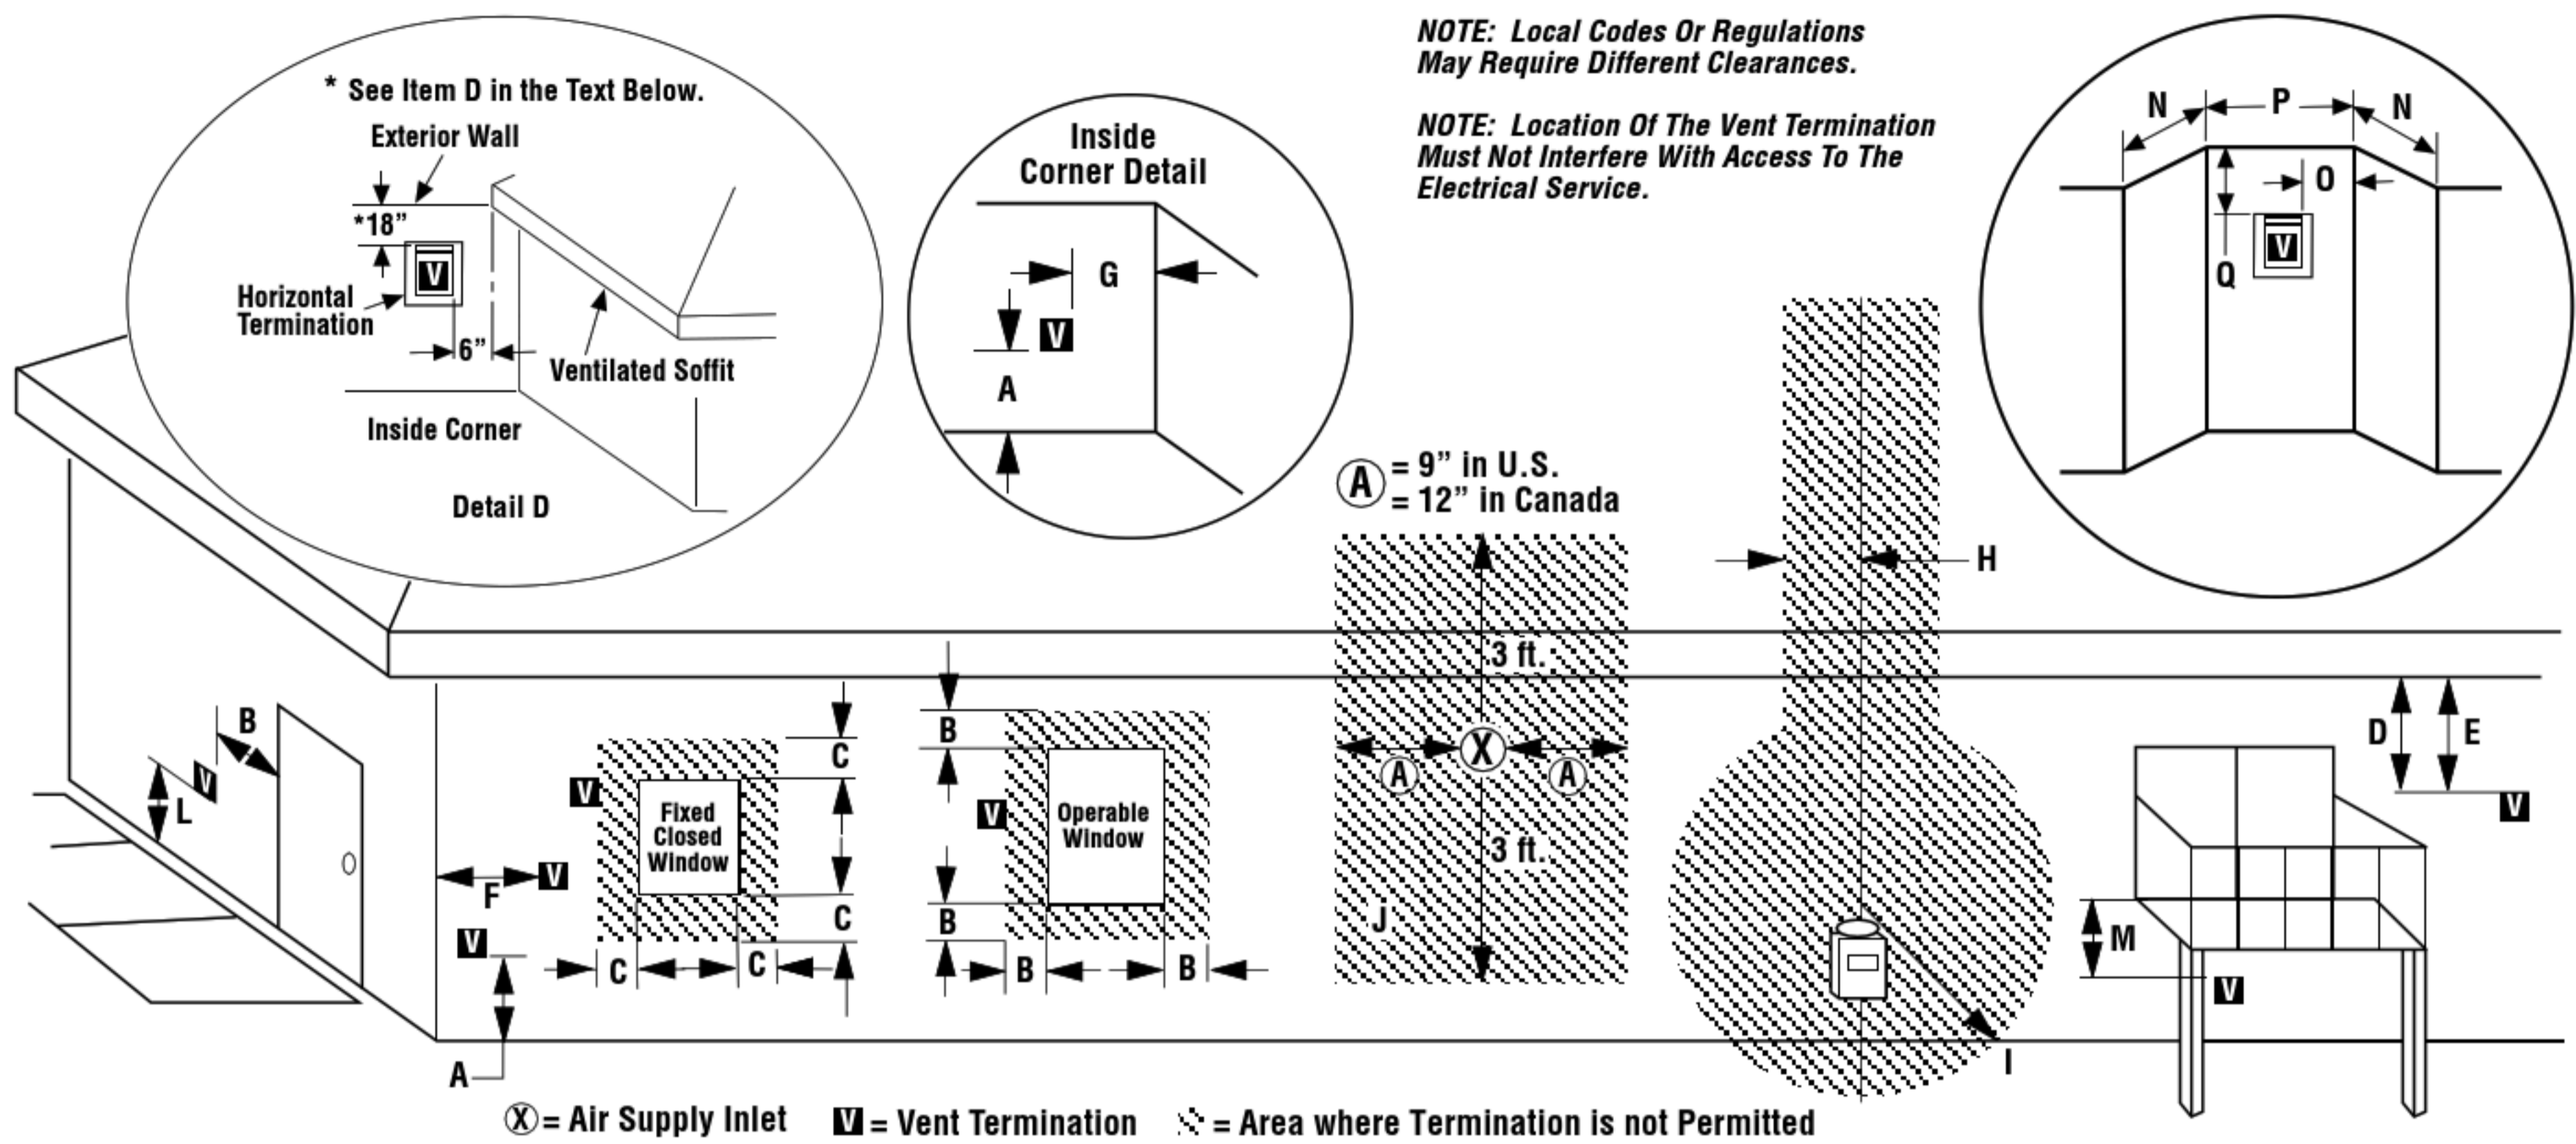 * See Item D in the Text Below.
Exterior Wall
*18”
V
Horizontal
Termination
6”
Ventilated Soffit
Inside Corner
Detail D
Inside
Corner Detail
G
V
A
NOTE: Local Codes Or Regulations
May Require Different Clearances.
NOTE: Location Of The Vent Termination
Must Not Interfere With Access To The
Electrical Service.
N P N
O
V
Q
A = 9” in U.S.
= 12” in Canada
H
3 ft.
X
A A
3 ft.
J
B
V
L
F V
V
A
V
Fixed
Closed
Window
C
C
C C
B
V
Operable
Window
B
B B
I
D E
V
M
V
X = Air Supply Inlet
V = Vent Termination
= Area where Termination is not Permitted